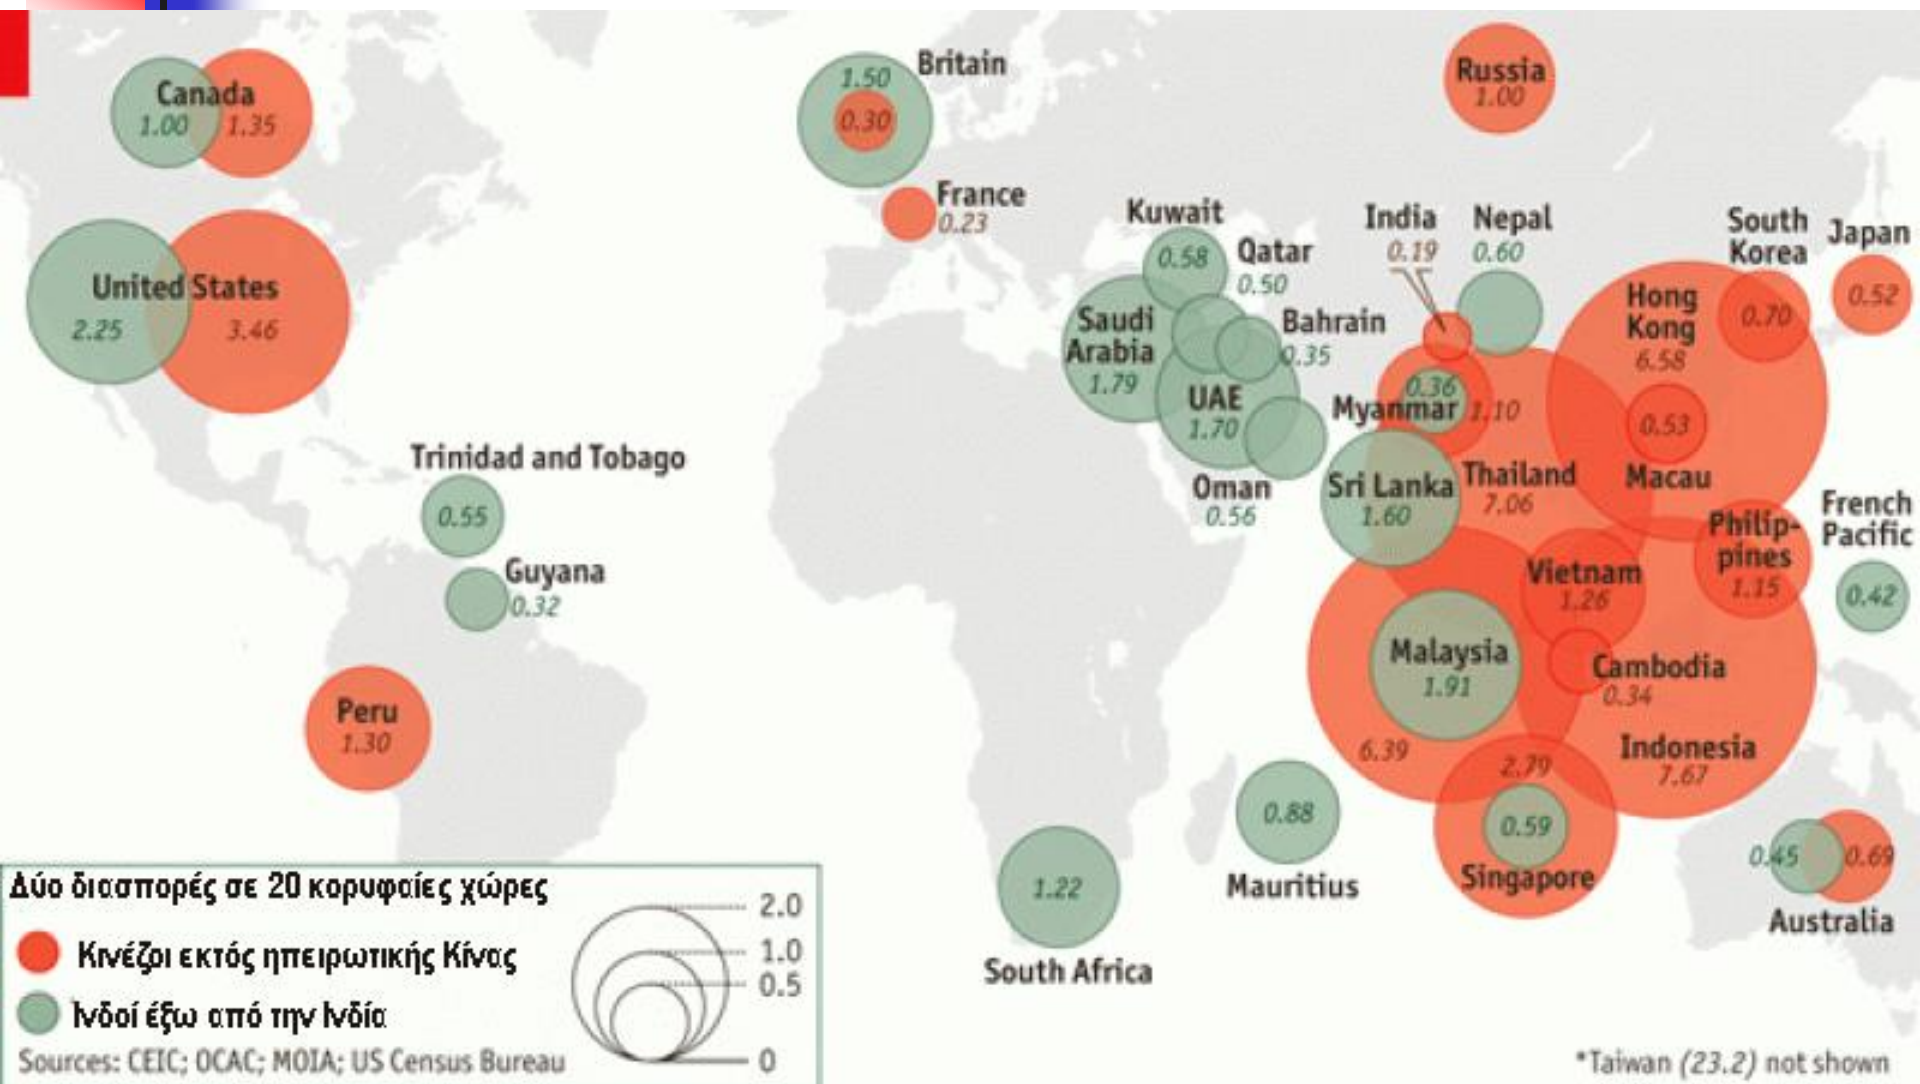 Canada
1.00 1.35
United States
2.25 3.46
Trinidad and Tobago
0.55
Guyana
0.32
Peru
1.30
1.50
Britain
0.30
France
0.23
Russia
1.00
Kuwait
0.58
Qatar
0.50
Saudi
Arabia
1.79
Bahrain
0.35
UAE
1.70
Oman
0.56
India
0.19
Nepal
0.60
0.36
Myanmar 1.10
Sri Lanka
1.60
Thailand
7.06
Hong
Kong
6.58
South
Korea
0.70
Japan
0.52
0.53
Macau
Philip-
pines
1.15
French
Pacific
0.42
Vietnam
1.26
Malaysia
1.91
6.39
Cambodia
0.34
Indonesia
7.67
2.79
0.59
Singapore
0.45 0.69
Australia
0.88
Mauritius
1.22
South Africa
Δύο διασπορές σε 20 κορυφαίες χώρες
Κινέζοι εκτός ηπειρωτικής Κίνας
Ινδοί έξω από την Ινδία
2.0
1.0
0.5
0
Sources: CEIC; OCAC; MOIA; US Census Bureau
*Taiwan (23.2) not shown